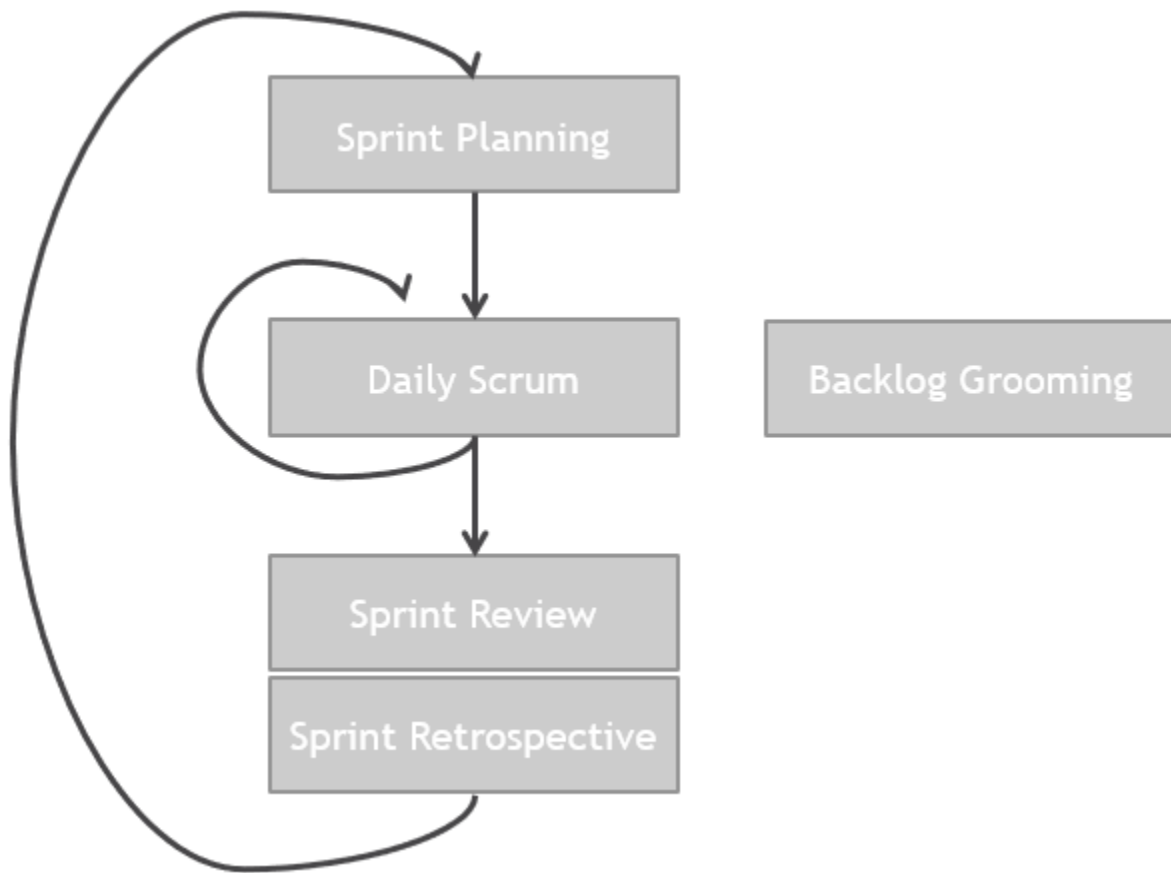 Sprint Planning
Daily Scrum
Backlog Grooming
Sprint Review
Sprint Retrospective